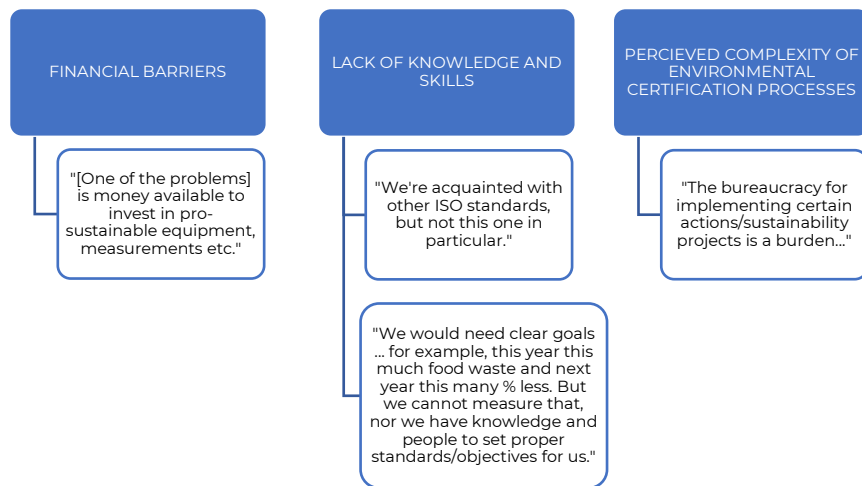 FINANCIAL BARRIERS
"[One of the problems]
is money available to
invest in pro-
sustainable equipment,
measurements etc."
LACK OF KNOWLEDGE AND
SKILLS
"We're acquainted with
other ISO standards,
but not this one in
particular."
"We would need clear goals
... for example, this year this
much food waste and next
year this many % less. But
we cannot measure that,
nor we have knowledge and
people to set proper
standards/objectives for us."
PERCIEVED COMPLEXITY OF
ENVIRONMENTAL
CERTIFICATION PROCESSES
"The bureaucracy for
implementing certain
actions/sustainability
projects is a burden..."